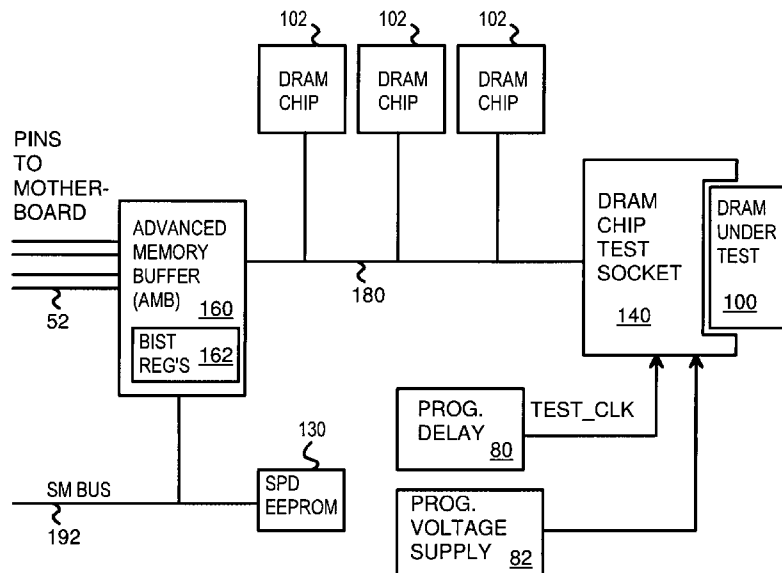 102
102
102
DRAM
CHIP
DRAM
CHIP
DRAM
CHIP
PINS
TO
MOTHER-
BOARD
52
ADVANCED
MEMORY
BUFFER
(AMB)
160
BIST
REG'S
162
180
DRAM
CHIP
TEST
SOCKET
140
DRAM
UNDER
TEST
100
PROG.
DELAY
80
TEST_CLK
SM BUS
192
130
SPD
EEPROM
PROG.
VOLTAGE
SUPPLY
82